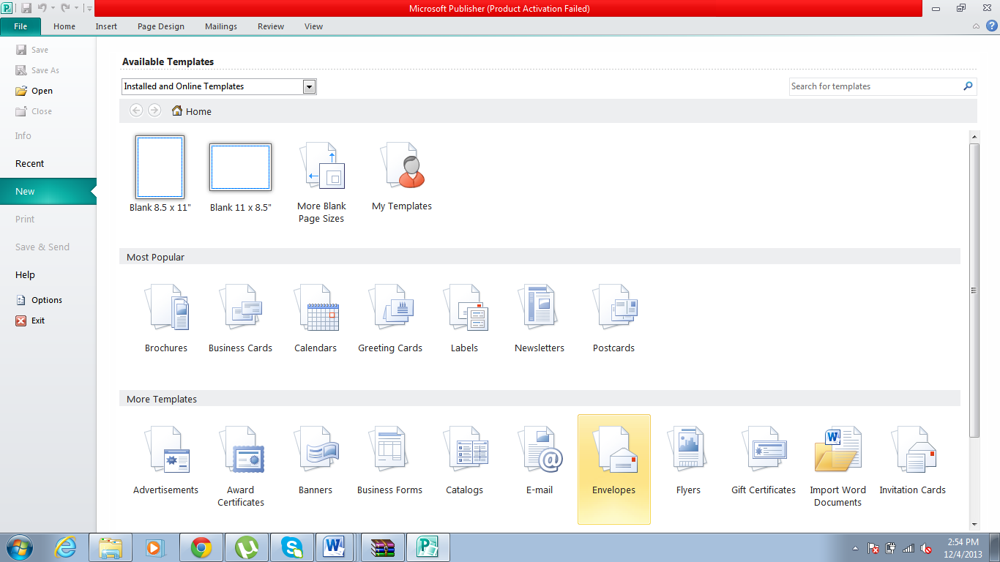 Microsoft Publisher (Product Activation Failed)
File Home Insert Page Design Mailings Review View
Save
Save As
Open
Close
Info
Recent
New
Print
Save & Send
Help
Options
Exit
Available Templates
Installed and Online Templates
Search for templates
Home
Blank 8.5 x 11"
Blank 11 x 8.5"
More Blank
Page Sizes
My Templates
Most Popular
Brochures
Business Cards
Calendars
Greeting Cards
Labels
Newsletters
Postcards
More Templates
Advertisements
Award
Certificates
Banners
Business Forms
Catalogs
E-mail
Envelopes
Flyers
Gift Certificates
Import Word
Documents
Invitation Cards
2:54 PM
12/4/2013